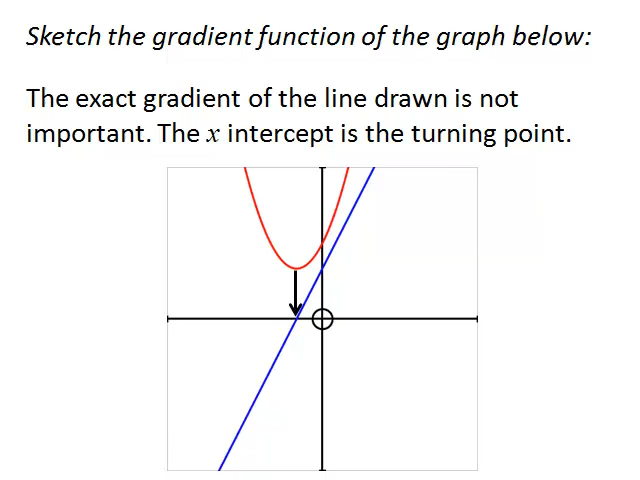 Sketch the gradient function of the graph below:
The exact gradient of the line drawn is not
important. The x intercept is the turning point.